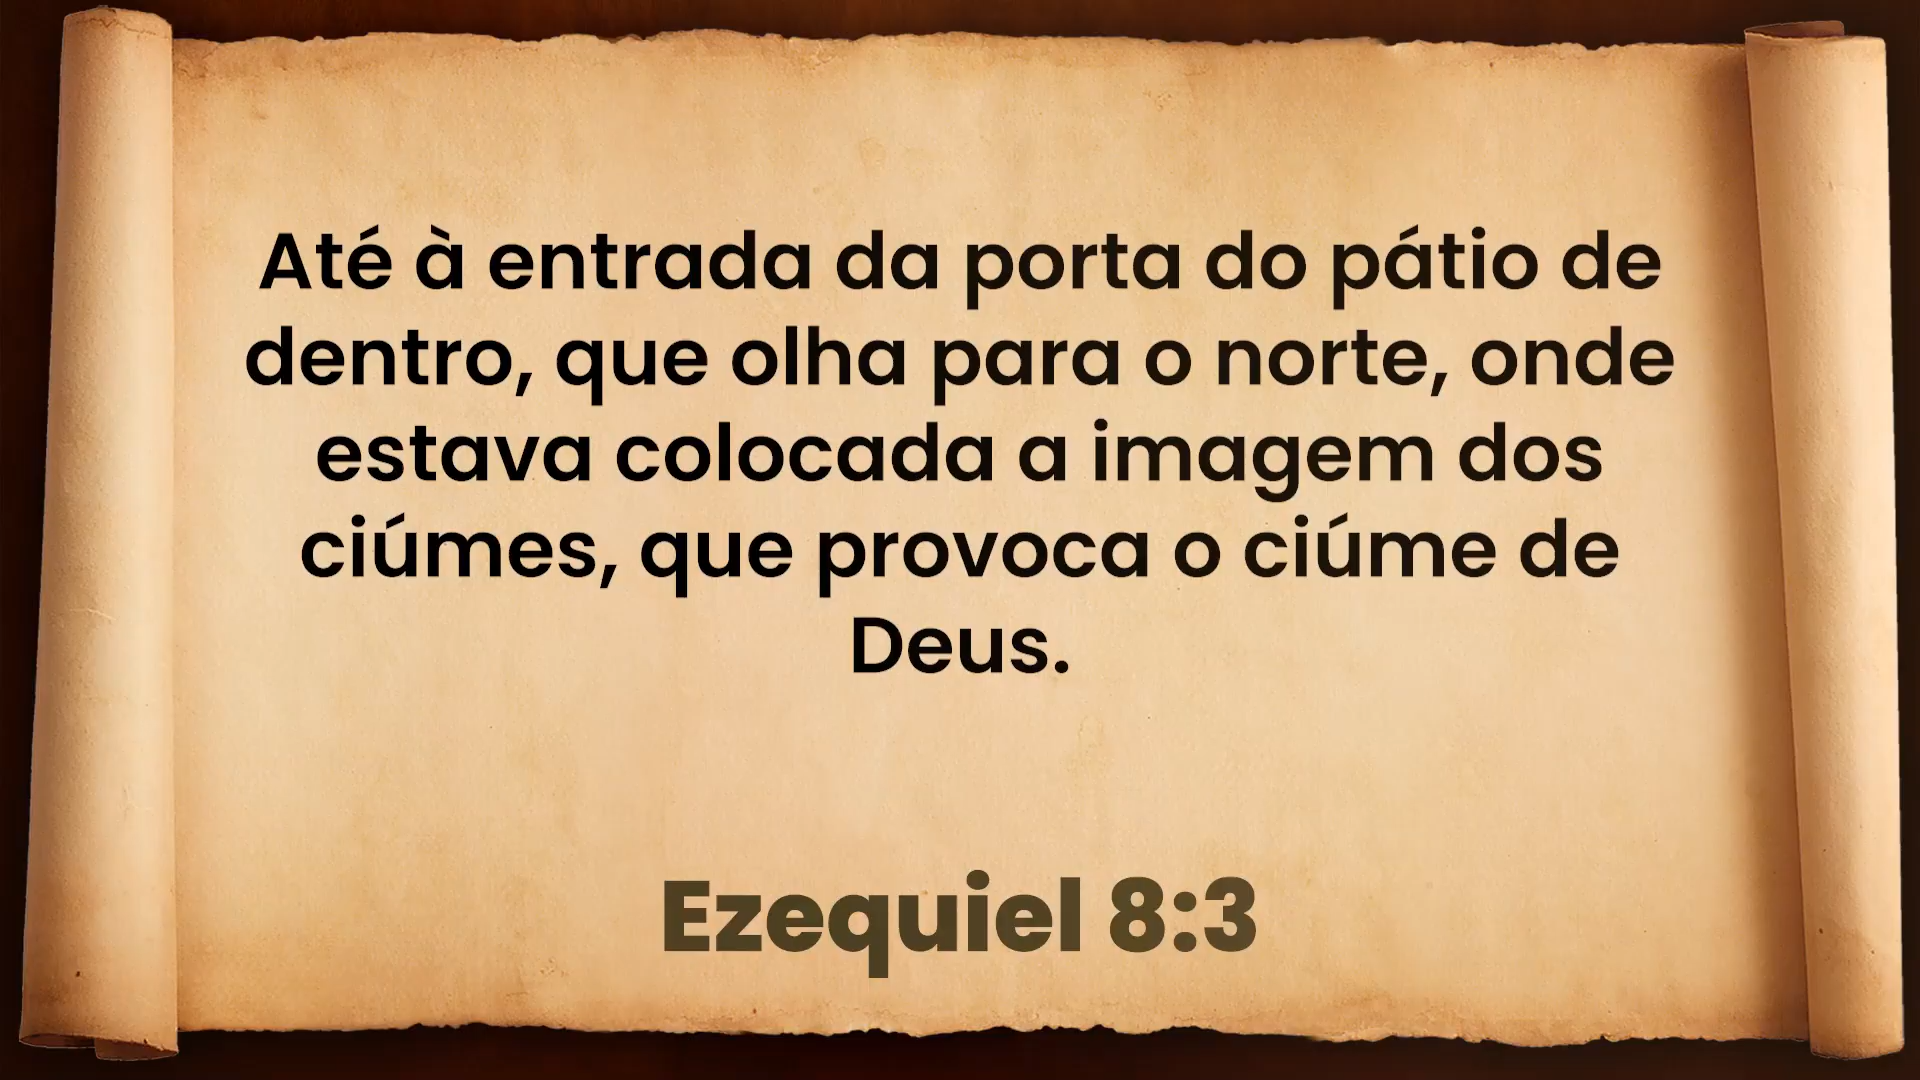 Até à entrada da porta do pátio de
dentro, que olha para o norte, onde
estava colocada a imagem dos
ciúmes, que provoca o ciúme de
Deus.
Ezequiel 8:3